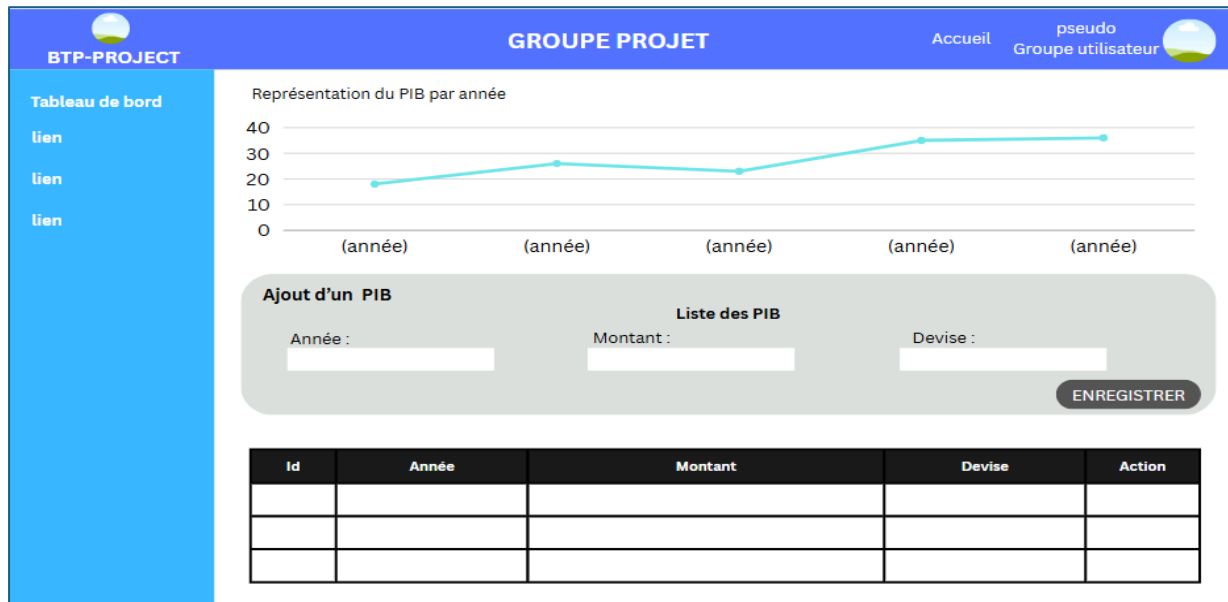 BTP-PROJECT
GROUPE PROJET
Accueil
pseudo
Groupe utilisateur
Tableau de bord
lien
lien
lien
Représentation du PIB par année
40
30
20
10
0
(année) (année) (année) (année) (année)
Ajout d’un PIB
Liste des PIB
Année : Montant : Devise :
ENREGISTRER
Id Année Montant Devise Action